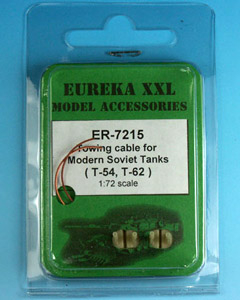 EUREKA XXL
MODEL ACCESSORIES
ER-7215
Towing cable for
Modern Soviet Tanks
( T-54, T-62 )
1:72 scale